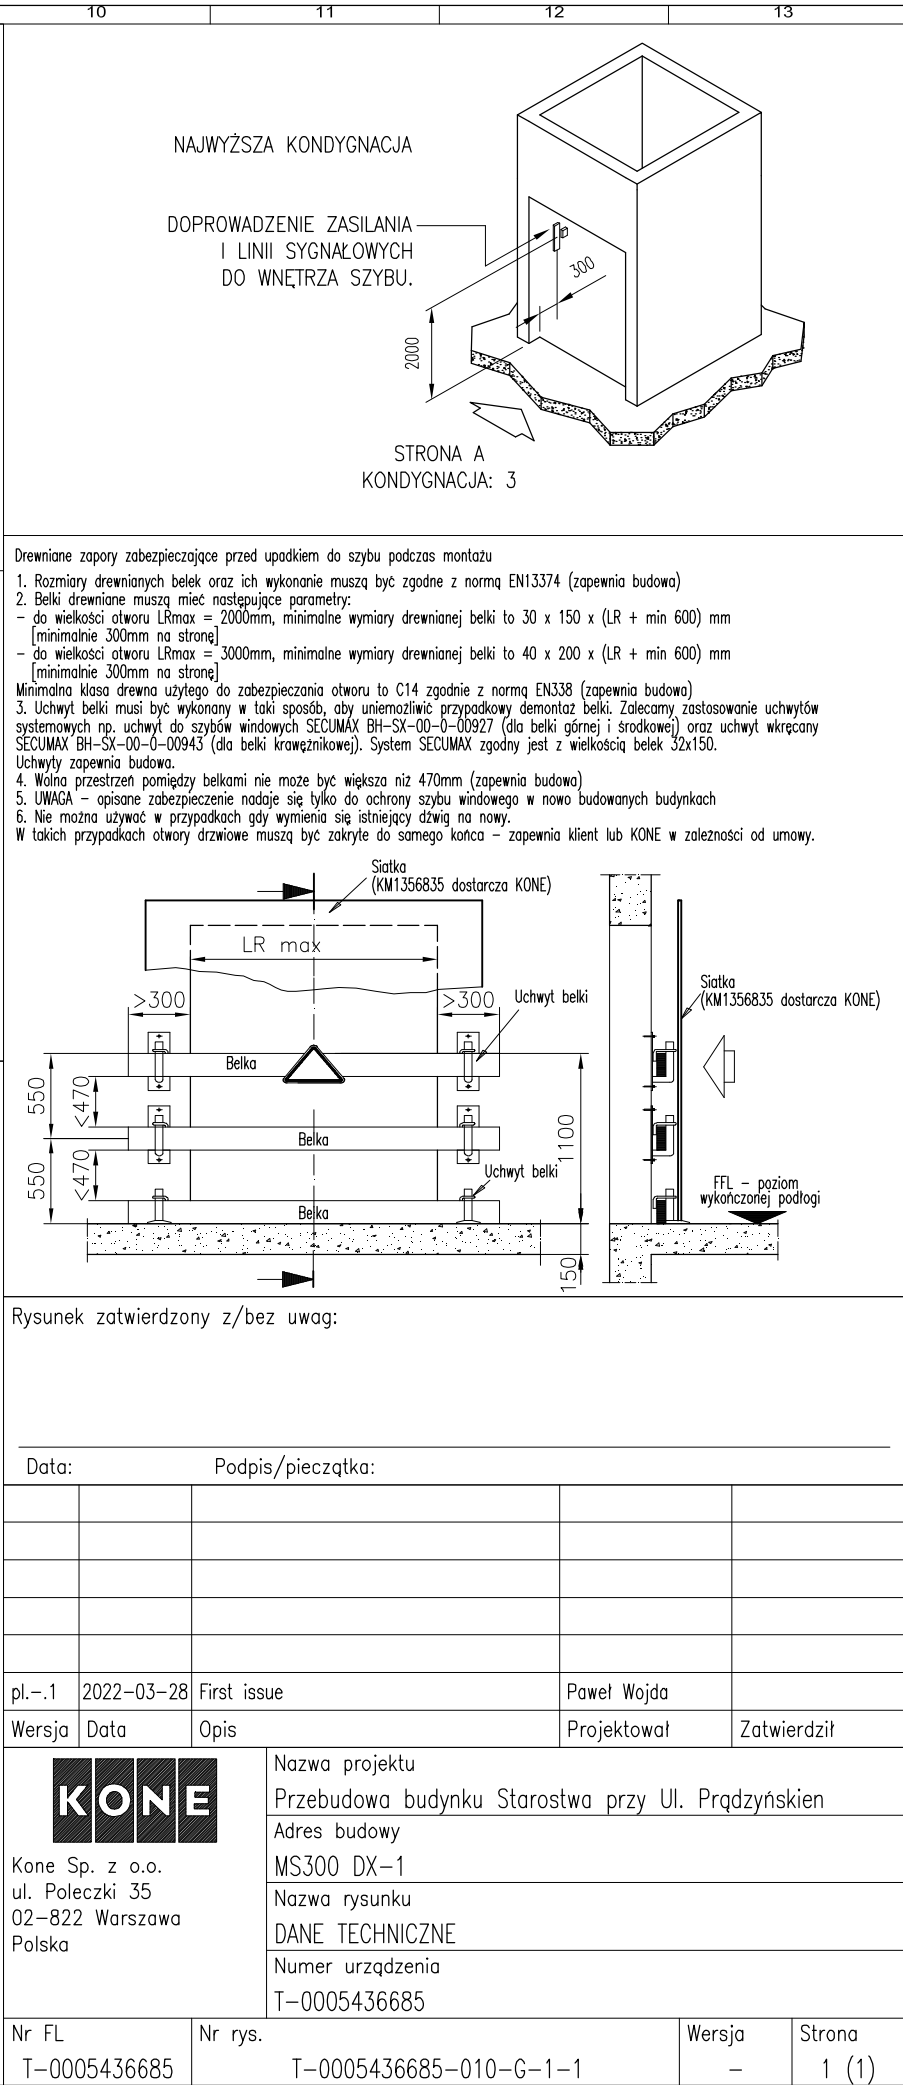 10 11 12 13
NAJWYŻSZA KONDYGNACJA
DOPROWADZENIE ZASILANIA
I LINII SYGNAŁOWYCH
DO WNĘTRZA SZYBU.
300
2000
STRONA A
KONDYGNACJA: 3
Drewniane zapory zabezpieczające przed upadkiem do szybu podczas montażu
1. Rozmiary drewnianych belek oraz ich wykonanie muszą być zgodne z normą EN13374 (zapewnia budowa)
2. Belki drewniane muszą mieć następujące parametry:
– do wielkości otworu LRmax = 2000mm, minimalne wymiary drewnianej belki to 30 x 150 x (LR + min 600) mm
[minimalnie 300mm na stronę]
– do wielkości otworu LRmax = 3000mm, minimalne wymiary drewnianej belki to 40 x 200 x (LR + min 600) mm
[minimalnie 300mm na stronę]
Minimalna klasa drewna użytego do zabezpieczania otworu to C14 zgodnie z normą EN338 (zapewnia budowa)
3. Uchwyt belki musi być wykonany w taki sposób, aby uniemożliwić przypadkowy demontaż belki. Zalecamy zastosowanie uchwytów
systemowych np. uchwyt do szybów windowych SECUMAX BH-SX-00-0-00927 (dla belki górnej i środkowej) oraz uchwyt wkręcany
SECUMAX BH-SX-00-0-00943 (dla belki krawężnikowej). System SECUMAX zgodny jest z wielkością belek 32x150.
Uchwyty zapewnia budowa.
4. Wolna przestrzeń pomiędzy belkami nie może być większa niż 470mm (zapewnia budowa)
5. UWAGA – opisane zabezpieczenie nadaje się tylko do ochrony szybu windowego w nowo budowanych budynkach
6. Nie można używać w przypadkach gdy wymienia się istniejący dźwig na nowy.
W takich przypadkach otwory drzwiowe muszą być zakryte do samego końca – zapewnia klient lub KONE w zależności od umowy.
Siatka
(KM1356835 dostarcza KONE)
LR max
>300
>300
Uchwyt belki
Siatka
(KM1356835 dostarcza KONE)
Belka
550
<470
Belka
1100
550
<470
Uchwyt belki
FFL – poziom
wykończonej podłogi
Belka
150
Rysunek zatwierdzony z/bez uwag:
Data: Podpis/pieczątka:
pl.-.1 2022-03-28 First issue Paweł Wojda
Wersja Data Opis Projektował Zatwierdził
KONE
Kone Sp. z o.o.
ul. Poleczki 35
02-822 Warszawa
Polska
Nazwa projektu
Przebudowa budynku Starostwa przy Ul. Prądzyńskien
Adres budowy
MS300 DX-1
Nazwa rysunku
DANE TECHNICZNE
Numer urządzenia
T-0005436685
Nr FL Nr rys. Wersja Strona
T-0005436685 T-0005436685-010-G-1-1 – 1 (1)